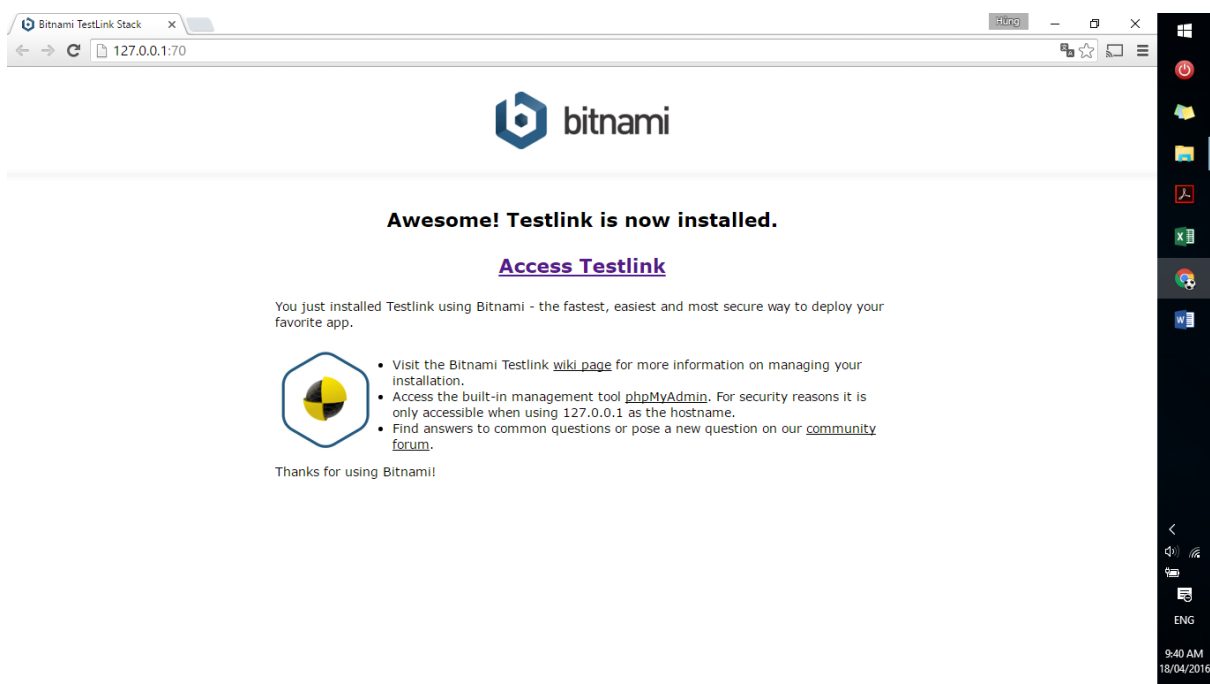 Bitnami TestLink Stack
Hùng
127.0.0.1:70
bitnami
Awesome! Testlink is now installed.
Access Testlink
You just installed Testlink using Bitnami - the fastest, easiest and most secure way to deploy your
favorite app.
Visit the Bitnami Testlink wiki page for more information on managing your
installation.
Access the built-in management tool phpMyAdmin. For security reasons it is
only accessible when using 127.0.0.1 as the hostname.
Find answers to common questions or pose a new question on our community
forum.
Thanks for using Bitnami!
ENG
9:40 AM
18/04/2016